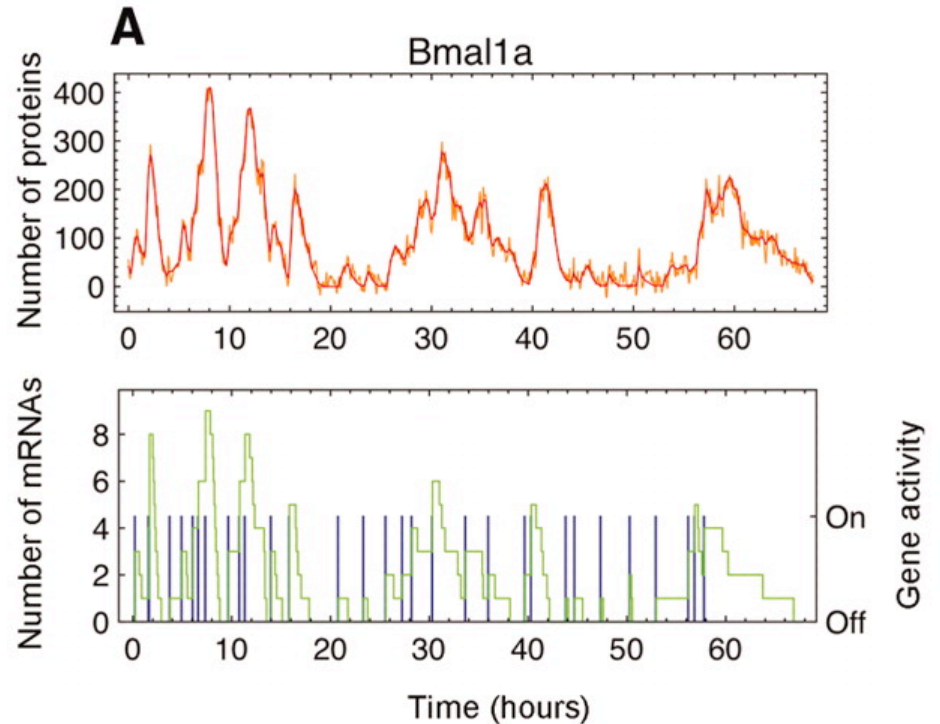 A
Bmal1a
Number of proteins
400
300
200
100
0
0 10 20 30 40 50 60
Number of mRNAs
8
6
4
2
0
On
Off
Gene activity
0 10 20 30 40 50 60
Time (hours)